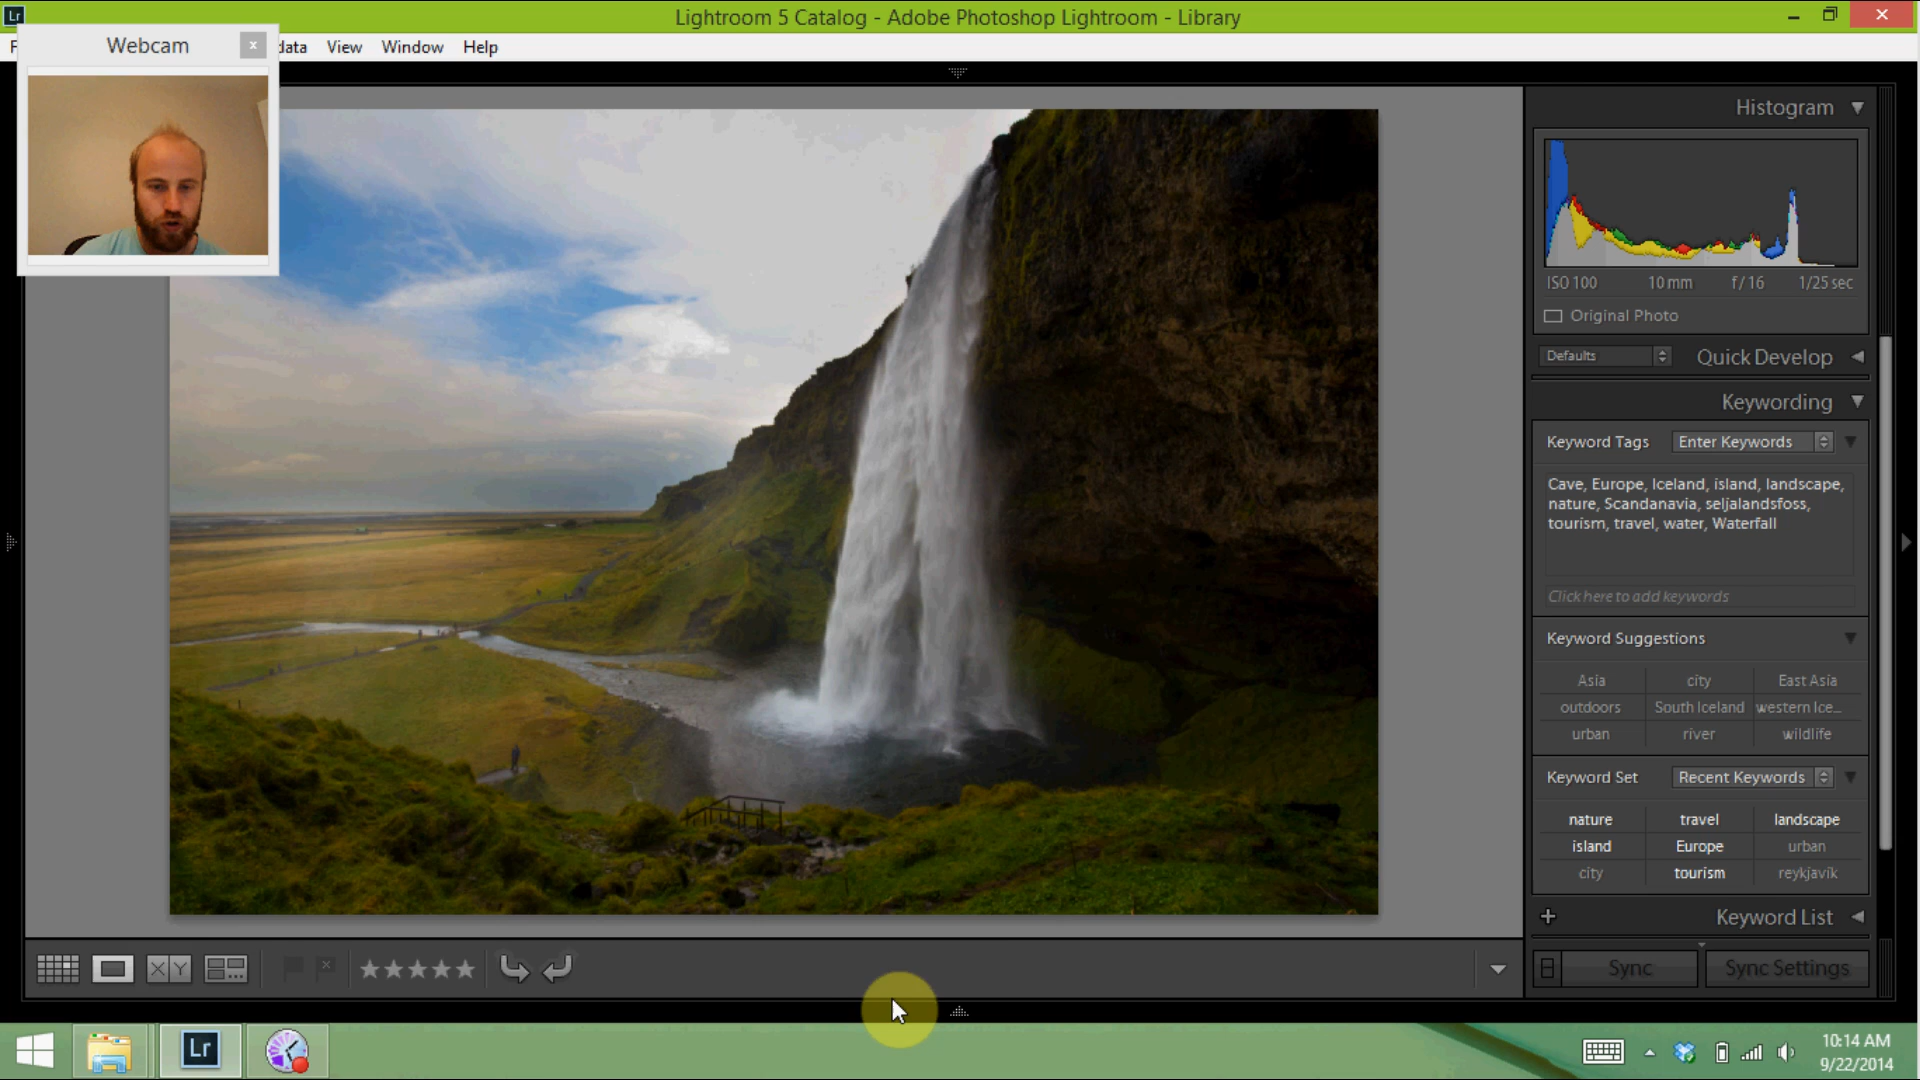 Lr
Lightroom 5 Catalog - Adobe Photoshop Lightroom - Library
F
data View Window Help
Webcam
x
Histogram
ISO 100 10 mm f / 16 1/25 sec
Original Photo
Defaults Quick Develop
Keywording
Keyword Tags Enter Keywords
Cave, Europe, Iceland, island, landscape,
nature, Scandanavia, seljalandsfoss,
tourism, travel, water, Waterfall
Click here to add keywords
Keyword Suggestions
Asia city East Asia
outdoors South Iceland western Ice...
urban river wildlife
Keyword Set Recent Keywords
nature travel landscape
island Europe urban
city tourism reykjavik
+ Keyword List
X Y
Sync Sync Settings
Lr
10:14 AM
9/22/2014